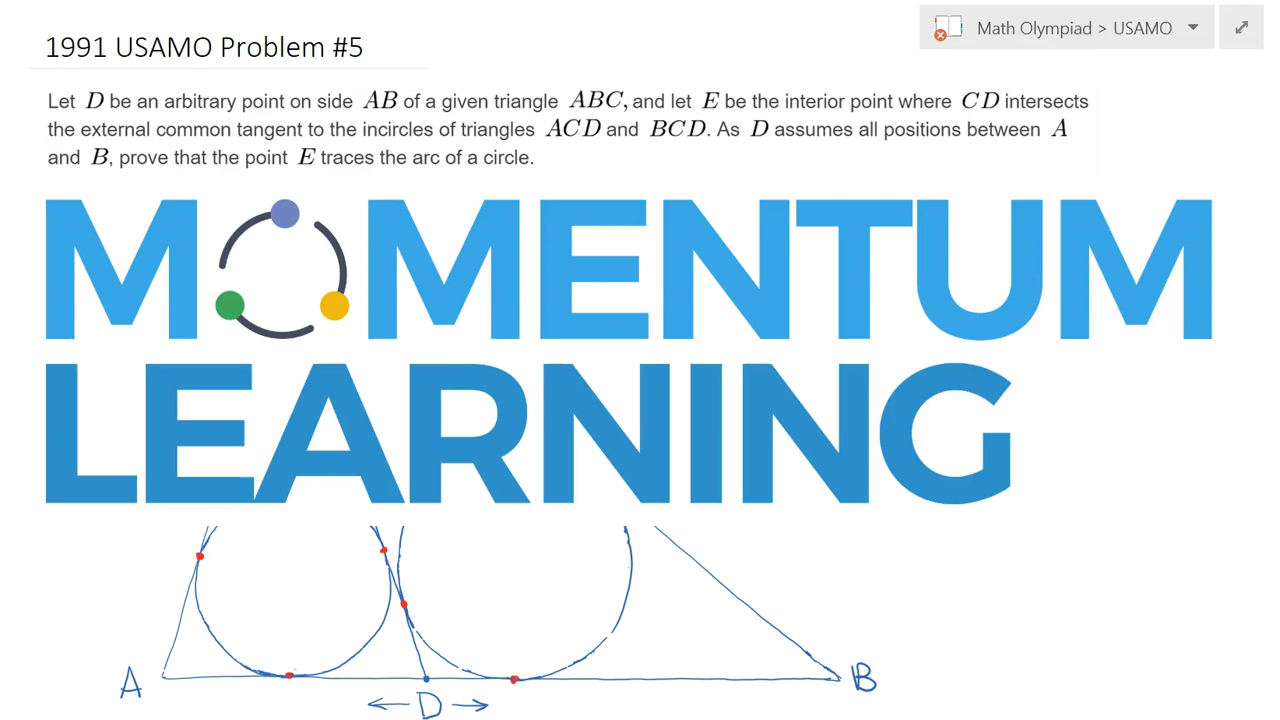 1991 USAMO Problem #5
Math Olympiad > USAMO
Let D be an arbitrary point on side AB of a given triangle ABC, and let E be the interior point where CD intersects
the external common tangent to the incircles of triangles ACD and BCD. As D assumes all positions between A
and B, prove that the point E traces the arc of a circle.
MOMENTUM
LEARNING
A
D
B